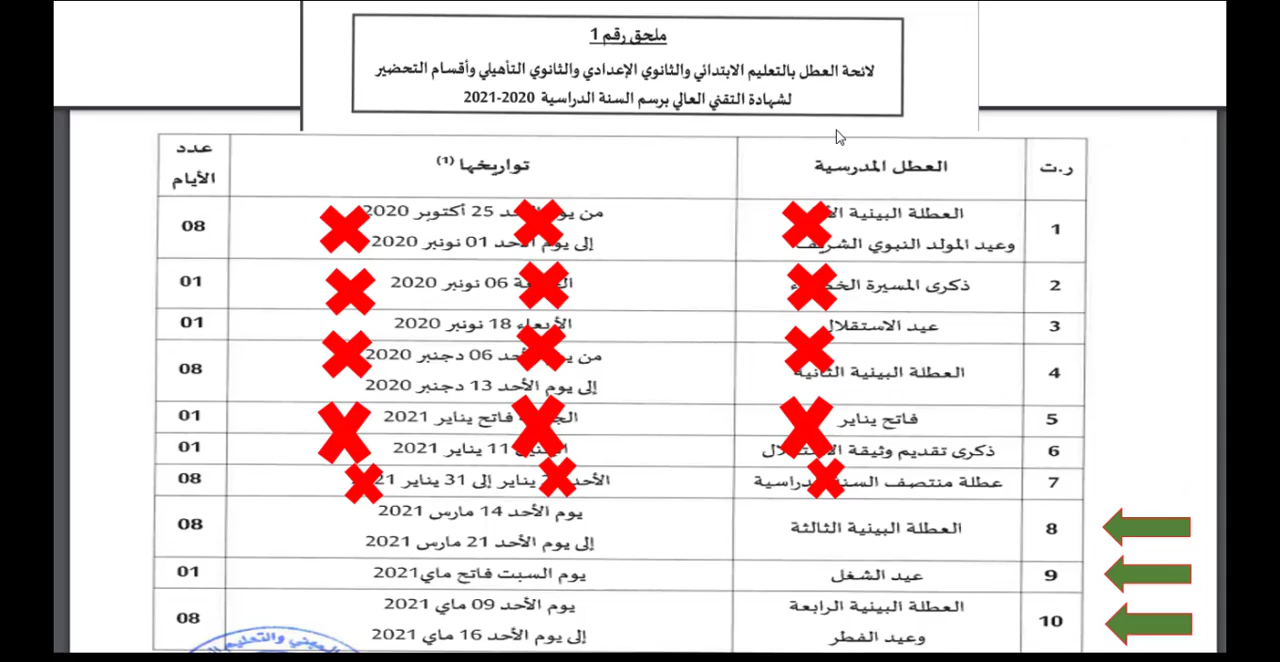 ملحق رقم 1
لائحة العطل بالتعليم الابتدائي والثانوي الإعدادي والثانوي التأهيلي وأقسام التحضير
لشهادة التقني العالي برسم السنة الدراسية 2020-2021
ر.ت العطل المدرسية تواريخها (1) عدد الأيام
1 العطلة البينية من 25 أكتوبر 2020 08
وعيد المولد النبوي الشريف إلى يوم الأحد 01 نونبر 2020
2 ذكرى المسيرة 06 نونبر 2020 01
3 عيد الاستقلال الأربعاء 18 نونبر 2020 01
4 العطلة البينية الثانية من 06 دجنبر 2020 08
إلى يوم الأحد 13 دجنبر 2020
5 فاتح يناير فاتح يناير 2021 01
6 ذكرى تقديم وثيقة 11 يناير 2021 01
7 عطلة منتصف السنة الدراسية الأحد يناير إلى 31 يناير 08
8 العطلة البينية الثالثة يوم الأحد 14 مارس 2021 08
إلى يوم الأحد 21 مارس 2021
9 عيد الشغل يوم السبت فاتح ماي2021 01
10 العطلة البينية الرابعة يوم الأحد 09 ماي 2021 08
وعيد الفطر إلى يوم الأحد 16 ماي 2021